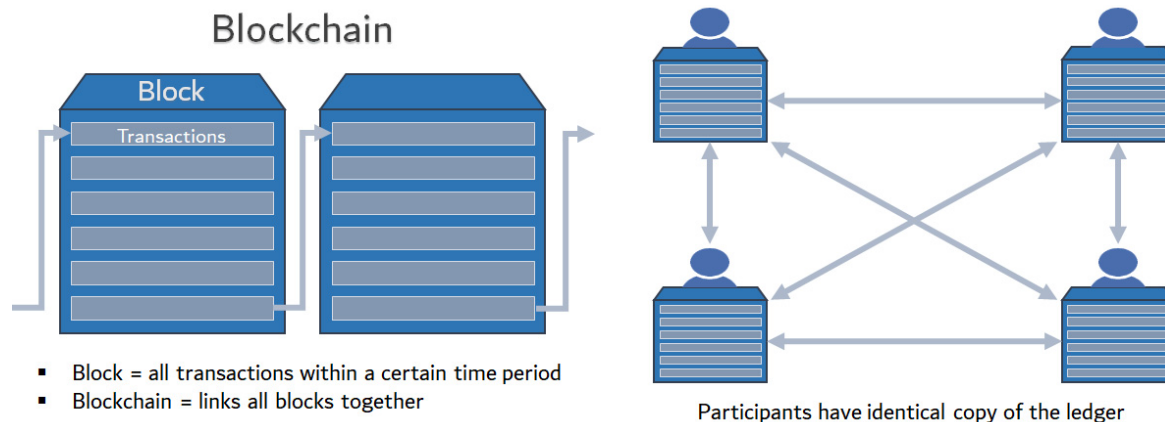 Blockchain
Block
Transactions
▪ Block = all transactions within a certain time period
▪ Blockchain = links all blocks together
Participants have identical copy of the ledger